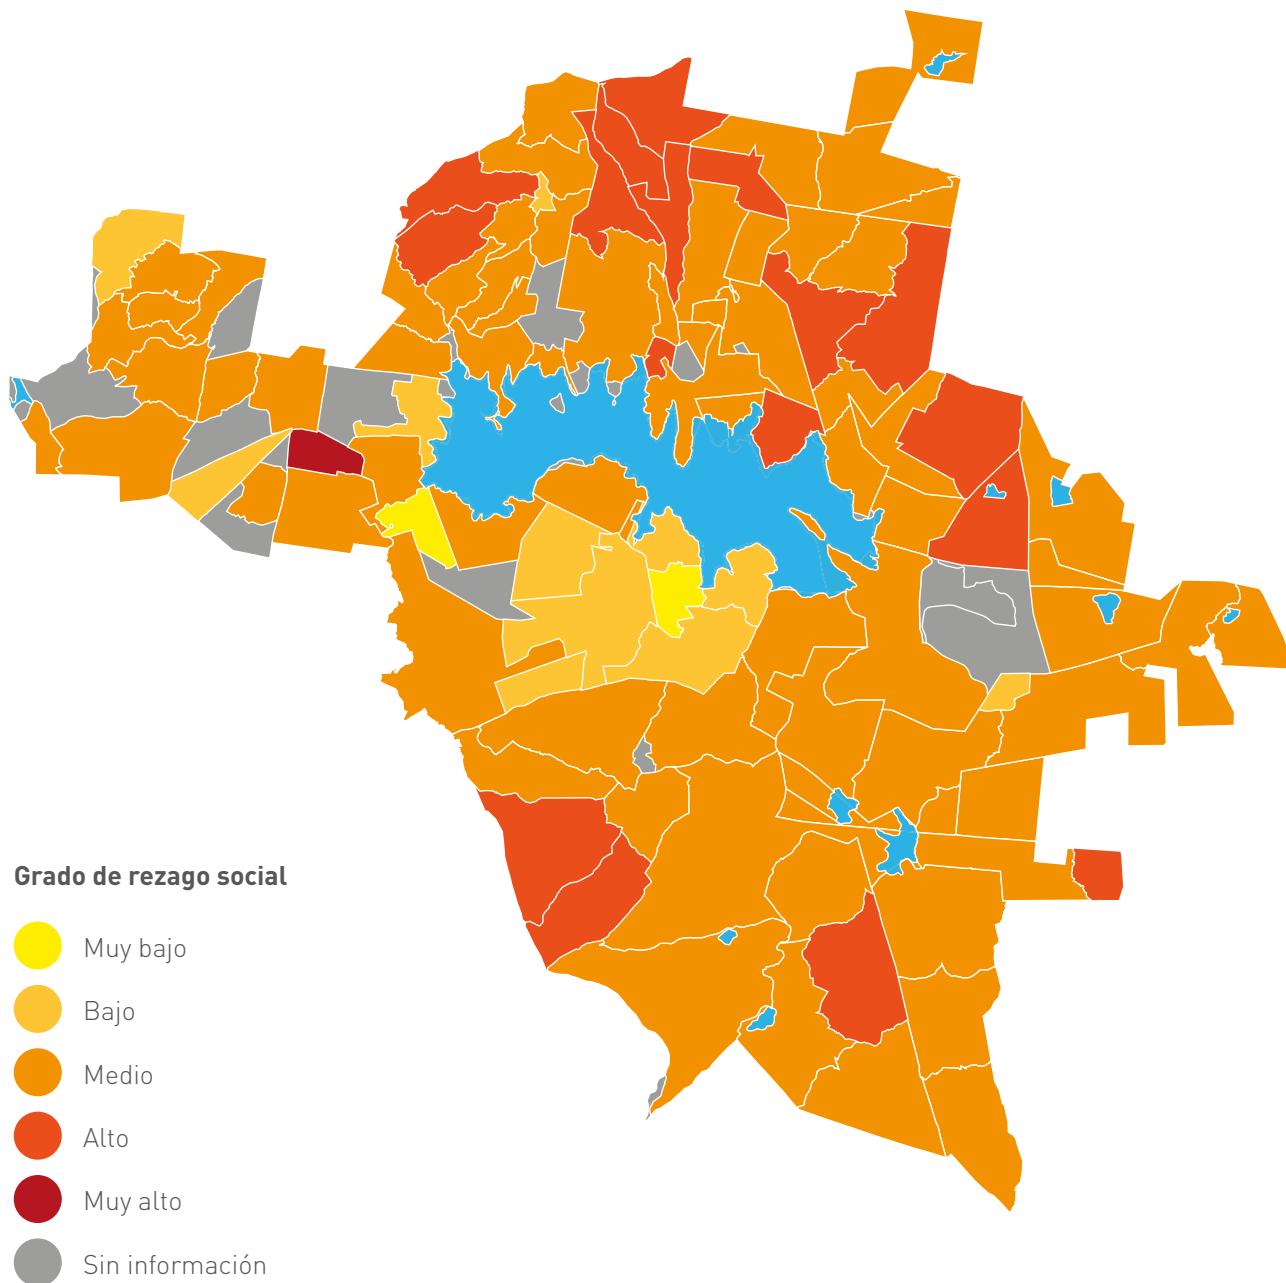 Grado de rezago social
Muy bajo
Bajo
Medio
Alto
Muy alto
Sin información